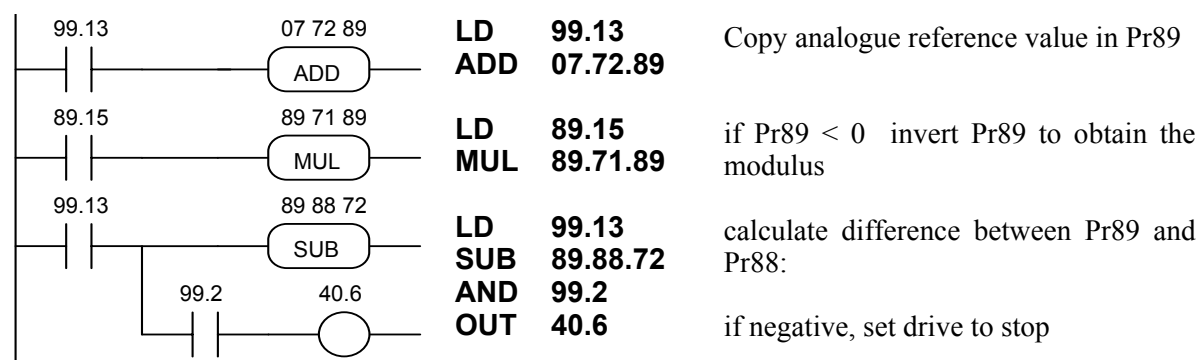 99.13 07 72 89
ADD
89.15 89 71 89
MUL
99.13 89 88 72
SUB
99.2 40.6
LD 99.13
ADD 07.72.89
LD 89.15
MUL 89.71.89
LD 99.13
SUB 89.88.72
AND 99.2
OUT 40.6
Copy analogue reference value in Pr89
if Pr89 < 0 invert Pr89 to obtain the
modulus
calculate difference between Pr89 and
Pr88:
if negative, set drive to stop